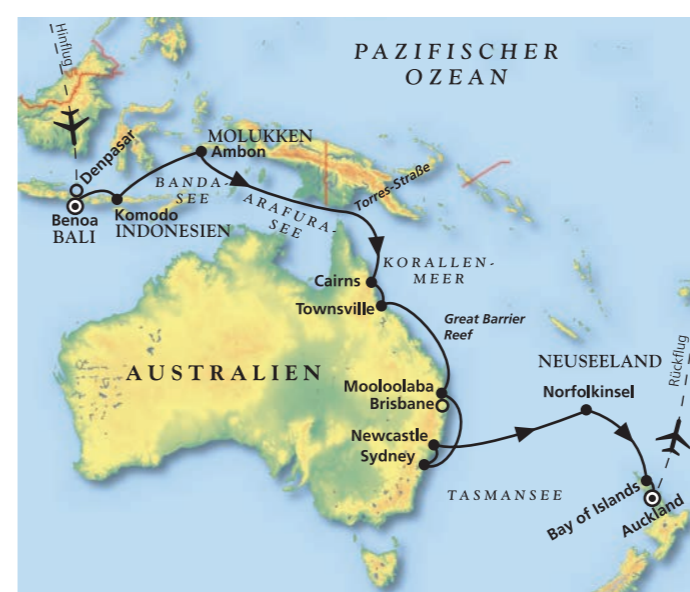 Hinflug
PAZIFISCHER
OZEAN
MOLUKKEN
Ambon
Denpasar
BANDA-
SEE
Torres-Straße
Benoa
BALI
Komodo
INDONESIEN
ARAFURA-
SEE
KORALLEN-
MEER
Cairns
Townsville
Great Barrier
Reef
NEUSEELAND
Rückflug
AUSTRALIEN
Mooloolaba
Brisbane
Norfolkinsel
Newcastle
Sydney
TASMANSEE
Bay of Islands
Auckland